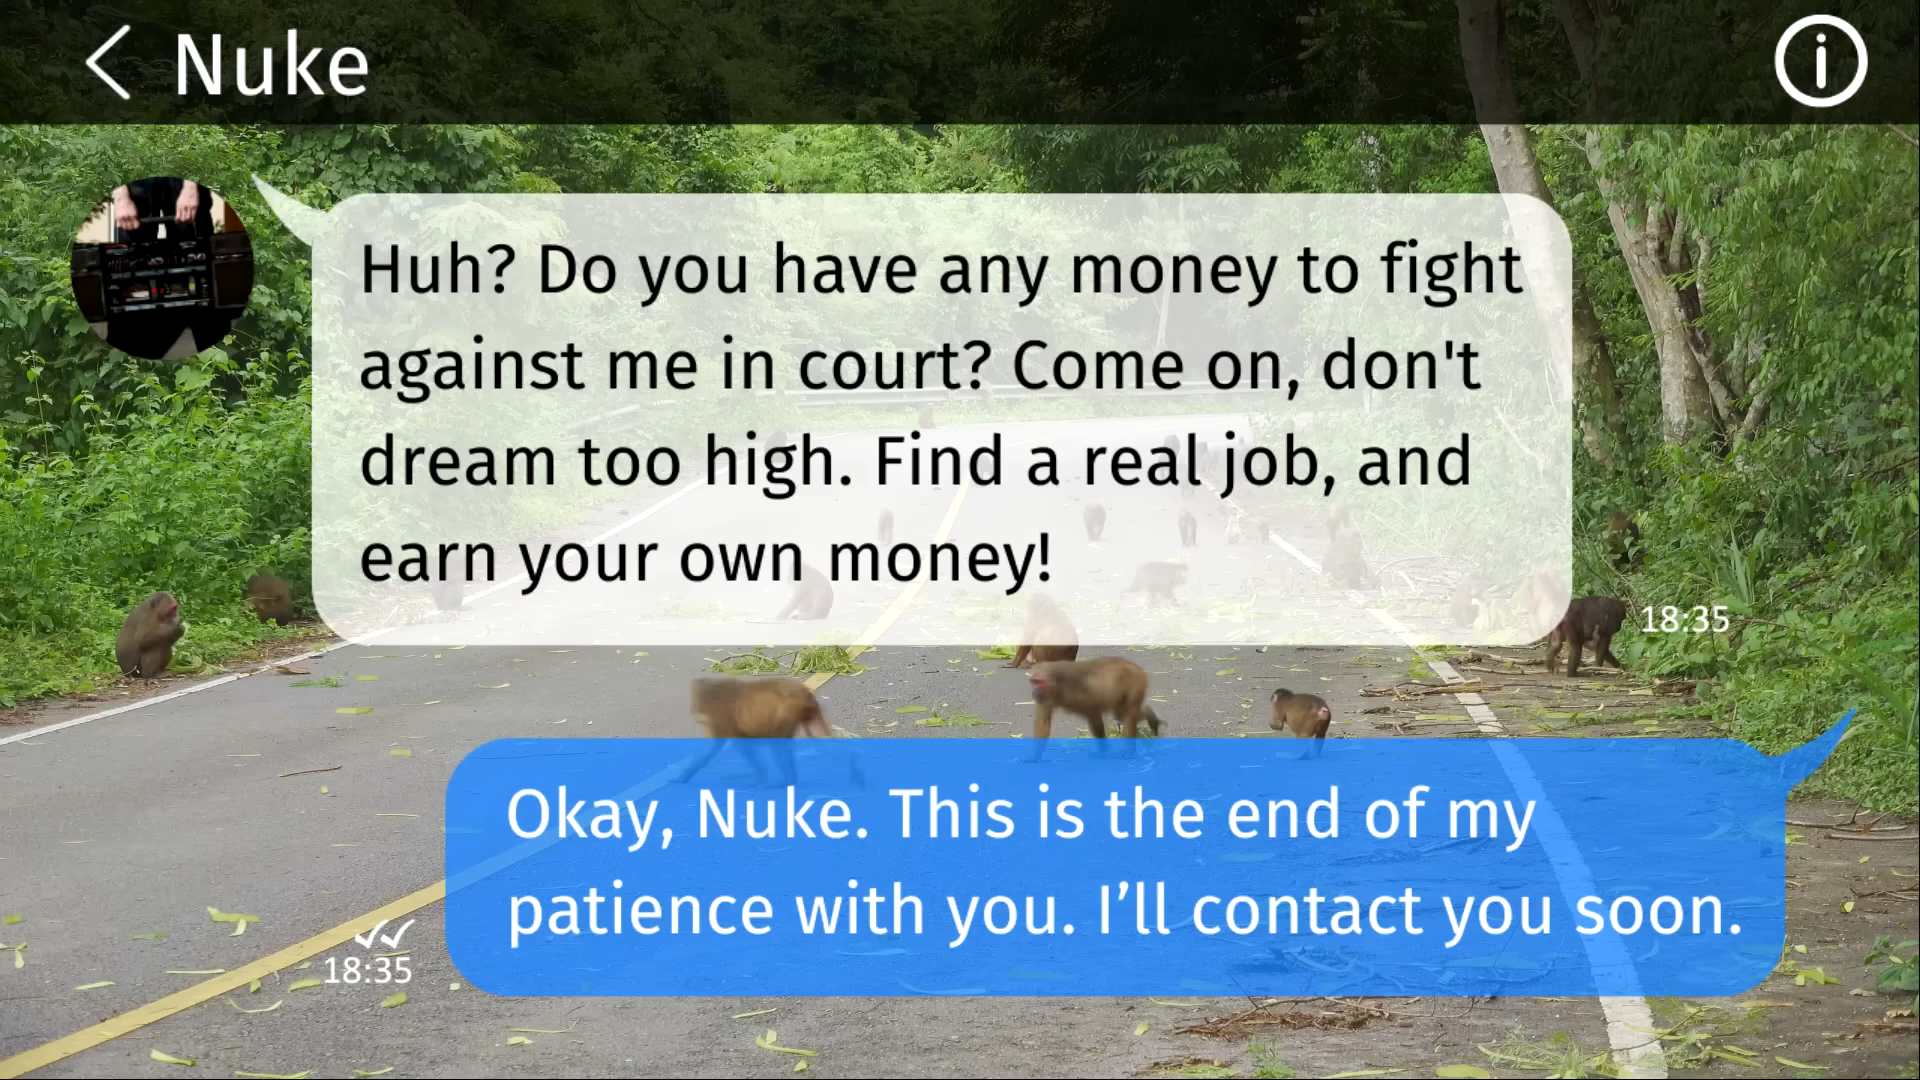 Nuke
Huh? Do you have any money to fight
against me in court? Come on, don't
dream too high. Find a real job, and
earn your own money!
18:35
Okay, Nuke. This is the end of my
patience with you. I’ll contact you soon.
18:35